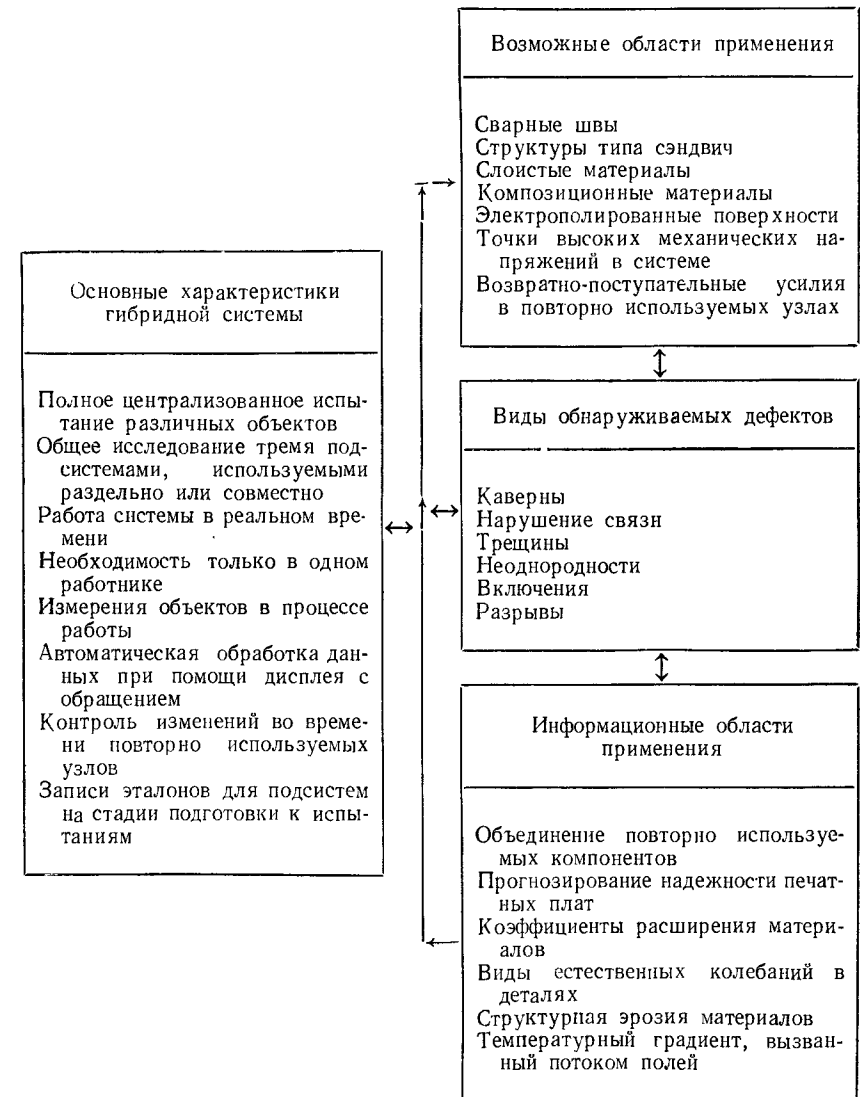 Возможные области применения
Сварные швы
Структуры типа сэндвич
Слоистые материалы
Композиционные материалы
Электрополированные поверхности
Точки высоких механических на-
пряжений в системе
Возвратно-поступательные усилия
в повторно используемых узлах
Основные характеристики
гибридной системы
Полное централизованное испы-
тание различных объектов
Общее исследование тремя под-
системами, используемыми
раздельно или совместно
Работа системы в реальном вре-
мени
Необходимость только в одном
работнике
Измерения объектов в процессе
работы
Автоматическая обработка дан-
ных при помощи дисплея с
обращением
Контроль изменений во време-
ни повторно используемых
узлов
Записи эталонов для подсистем
на стадии подготовки к испы-
таниям
Виды обнаруживаемых дефектов
Каверны
Нарушение связи
Трещины
Неоднородности
Включения
Разрывы
Информационные области
применения
Объединение повторно используе-
мых компонентов
Прогнозирование надежности печат-
ных плат
Коэффициенты расширения матери-
алов
Виды естественных колебаний в
деталях
Структурная эрозия материалов
Температурный градиент, вызван-
ный потоком полей